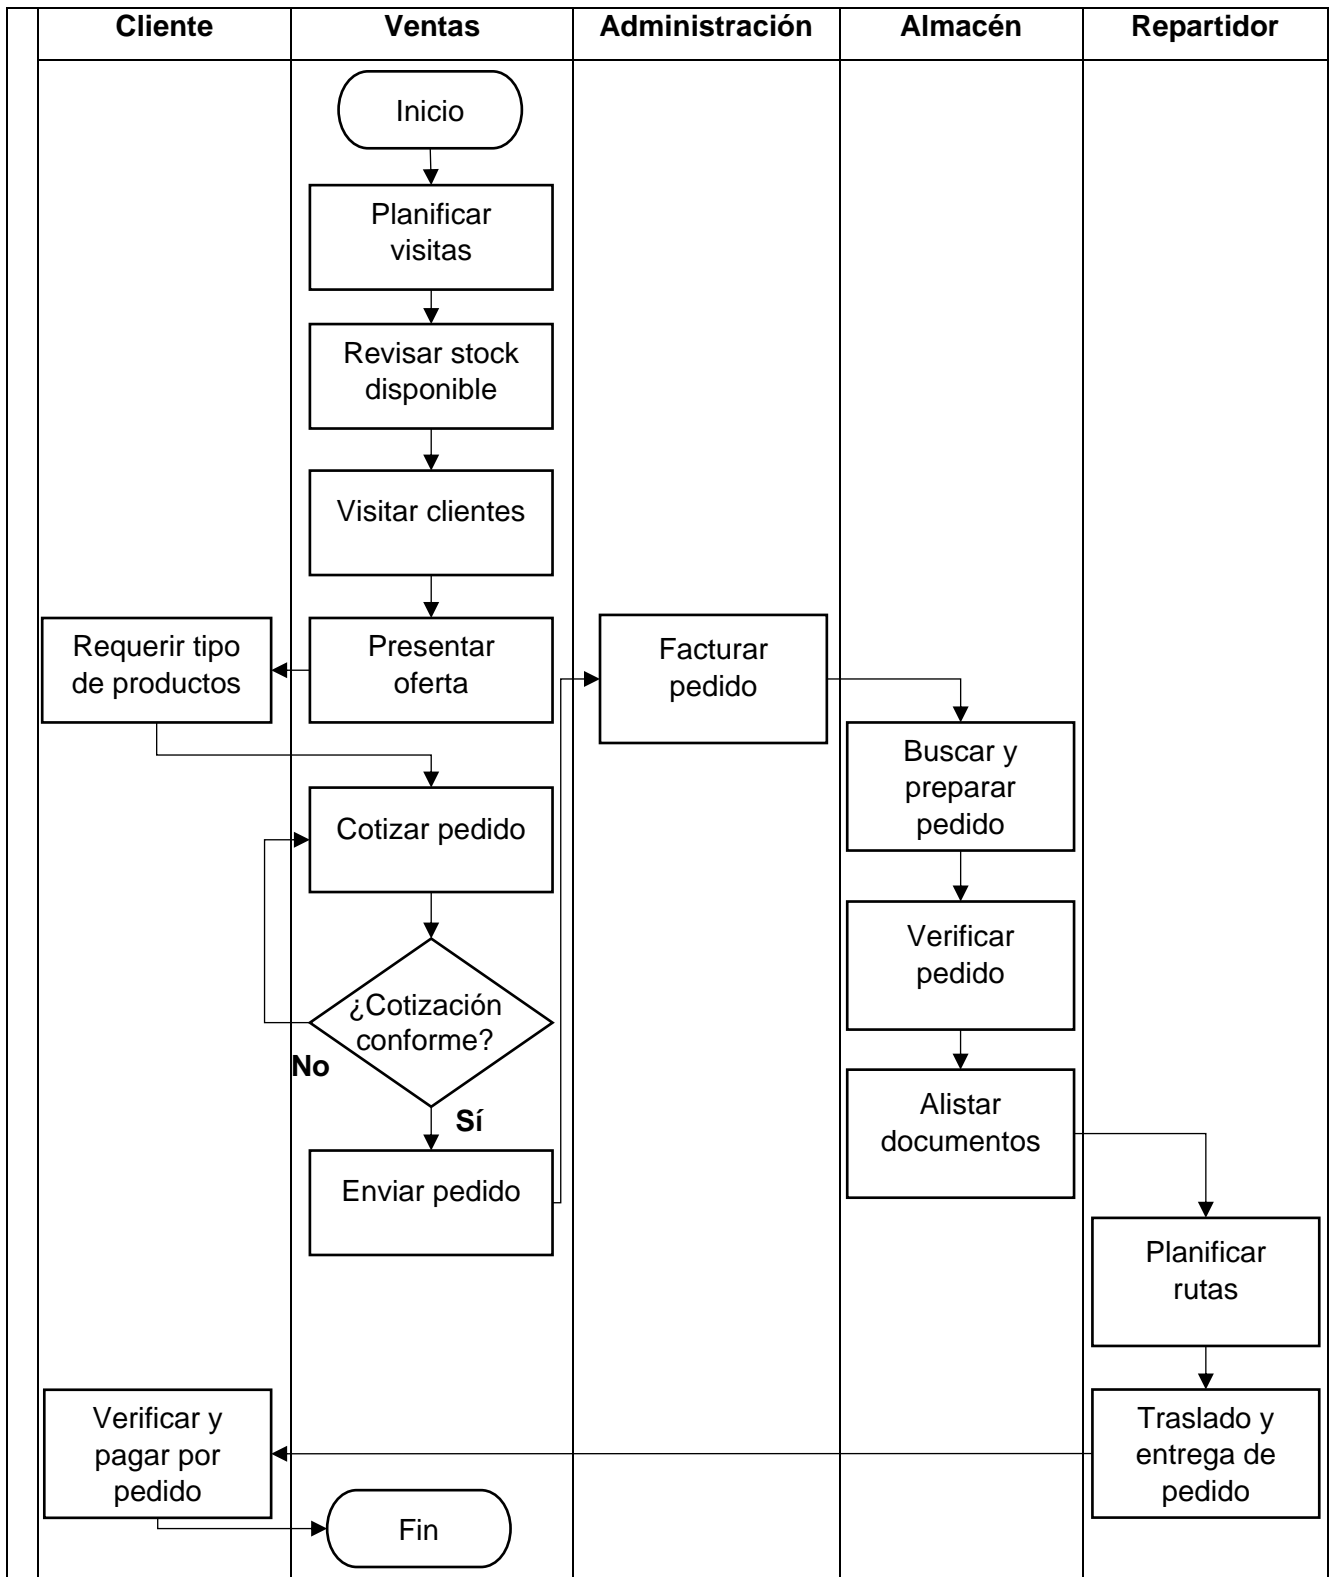 Cliente
Ventas
Administración
Almacén
Repartidor
Inicio
Planificar
visitas
Revisar stock
disponible
Visitar clientes
Requerir tipo
de productos
Presentar
oferta
Facturar
pedido
Buscar y
preparar
pedido
Cotizar pedido
Verificar
pedido
¿Cotización
conforme?
No
Sí
Alistar
documentos
Enviar pedido
Planificar
rutas
Verificar y
pagar por
pedido
Traslado y
entrega de
pedido
Fin